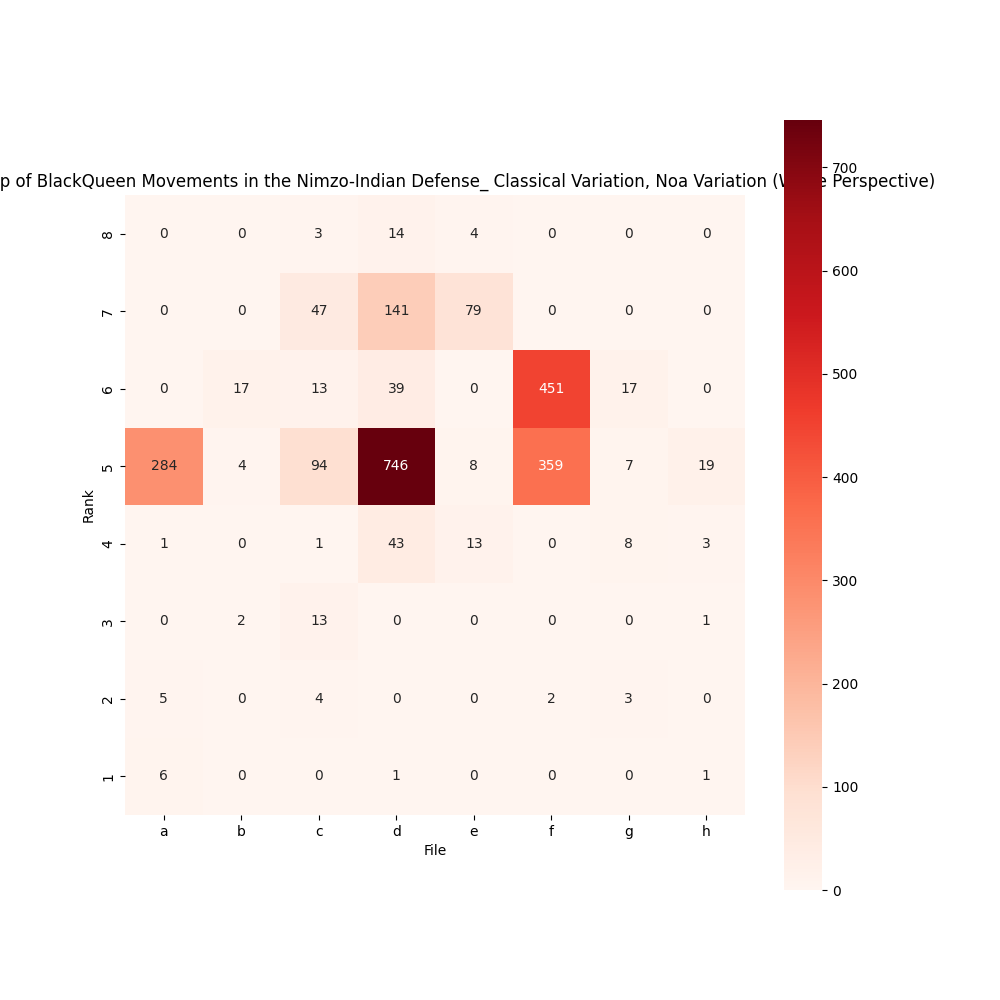 p of BlackQueen Movements in the Nimzo-Indian Defense_ Classical Variation, Noa Variation (W e Perspective)
700
600
500
400
300
200
100
0
Rank
8 0 0 3 14 4 0 0 0
7 0 0 47 141 79 0 0 0
6 0 17 13 39 0 451 17 0
5 284 4 94 746 8 359 7 19
4 1 0 1 43 13 0 8 3
3 0 2 13 0 0 0 0 1
2 5 0 4 0 0 2 3 0
1 6 0 0 1 0 0 0 1
a b c d e f g h
File